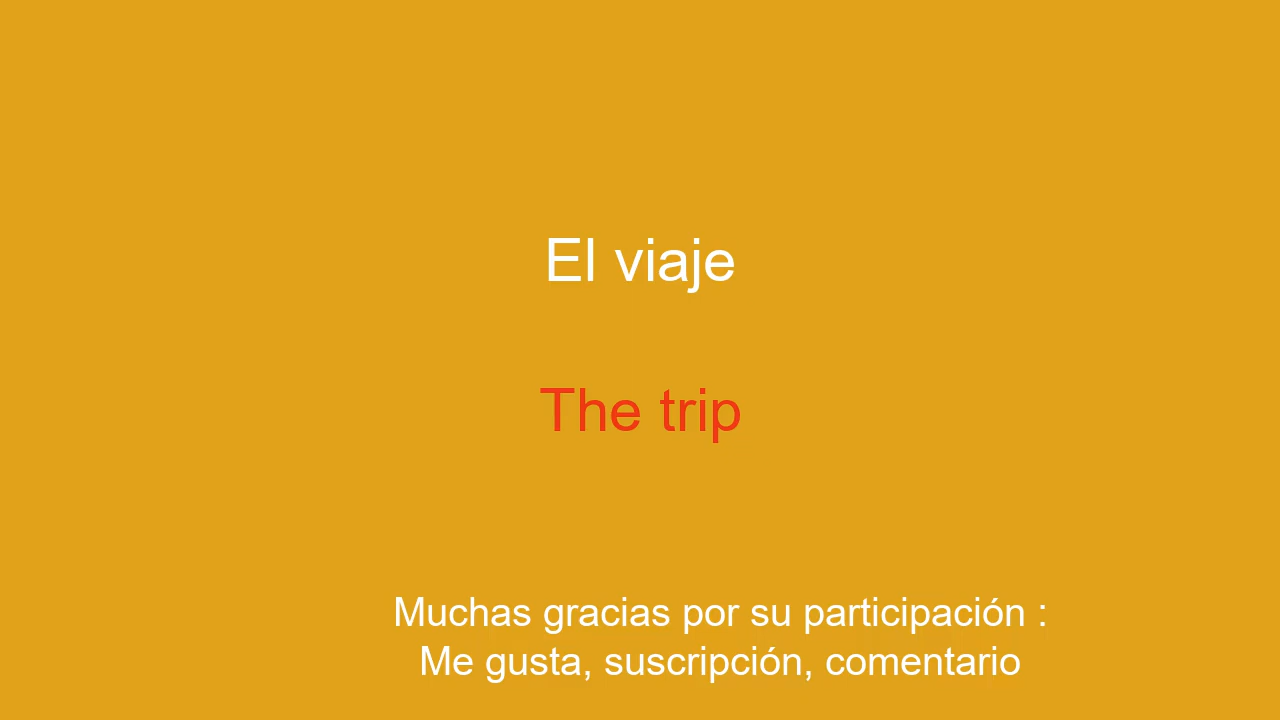 El viaje
The trip
Muchas gracias por su participación :
Me gusta, suscripción, comentario